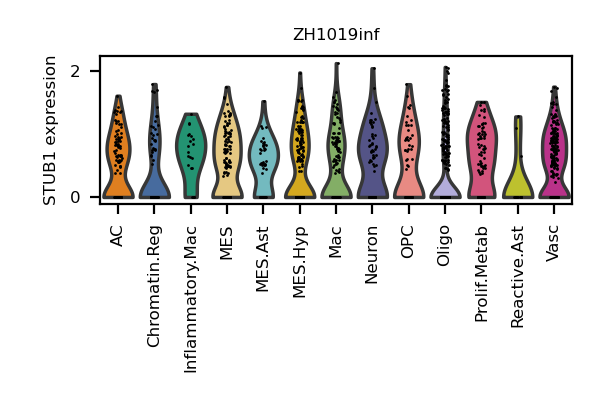 ZH1019inf
STUB1 expression
2
0
AC
Chromatin.Reg
Inflammatory.Mac
MES
MES.Ast
MES.Hyp
Mac
Neuron
OPC
Oligo
Prolif.Metab
Reactive.Ast
Vasc